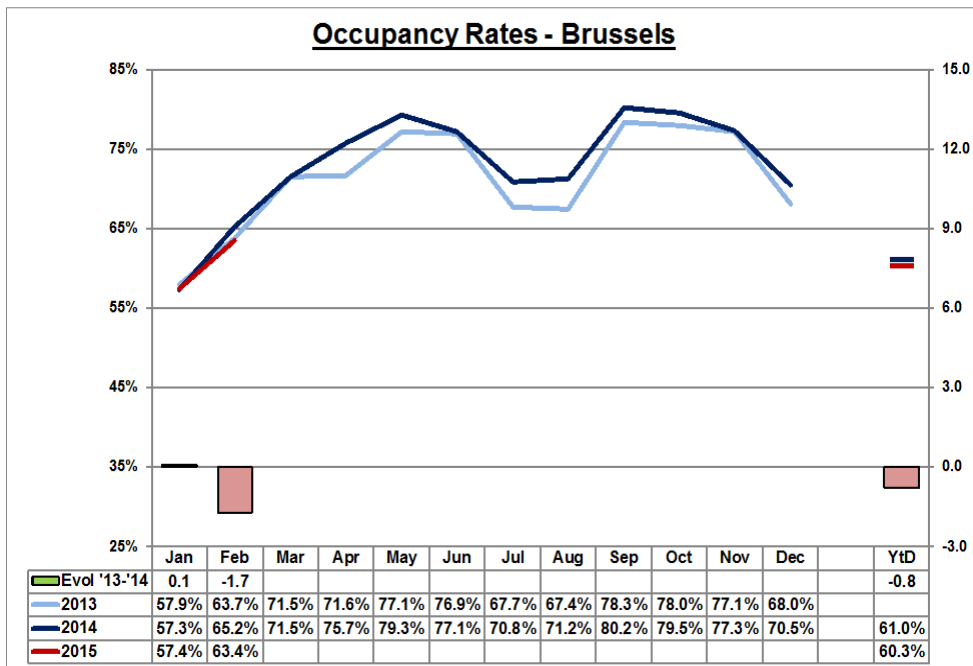 Occupancy Rates - Brussels
85%
75%
65%
55%
45%
35%
25%
15.0
12.0
9.0
6.0
3.0
0.0
-3.0
Jan Feb Mar Apr May Jun Jul Aug Sep Oct Nov Dec YtD
Evol '13-'14 0.1 -1.7 -0.8
2013 57.9% 63.7% 71.5% 71.6% 77.1% 76.9% 67.7% 67.4% 78.3% 78.0% 77.1% 68.0%
2014 57.3% 65.2% 71.5% 75.7% 79.3% 77.1% 70.8% 71.2% 80.2% 79.5% 77.3% 70.5% 61.0%
2015 57.4% 63.4% 60.3%